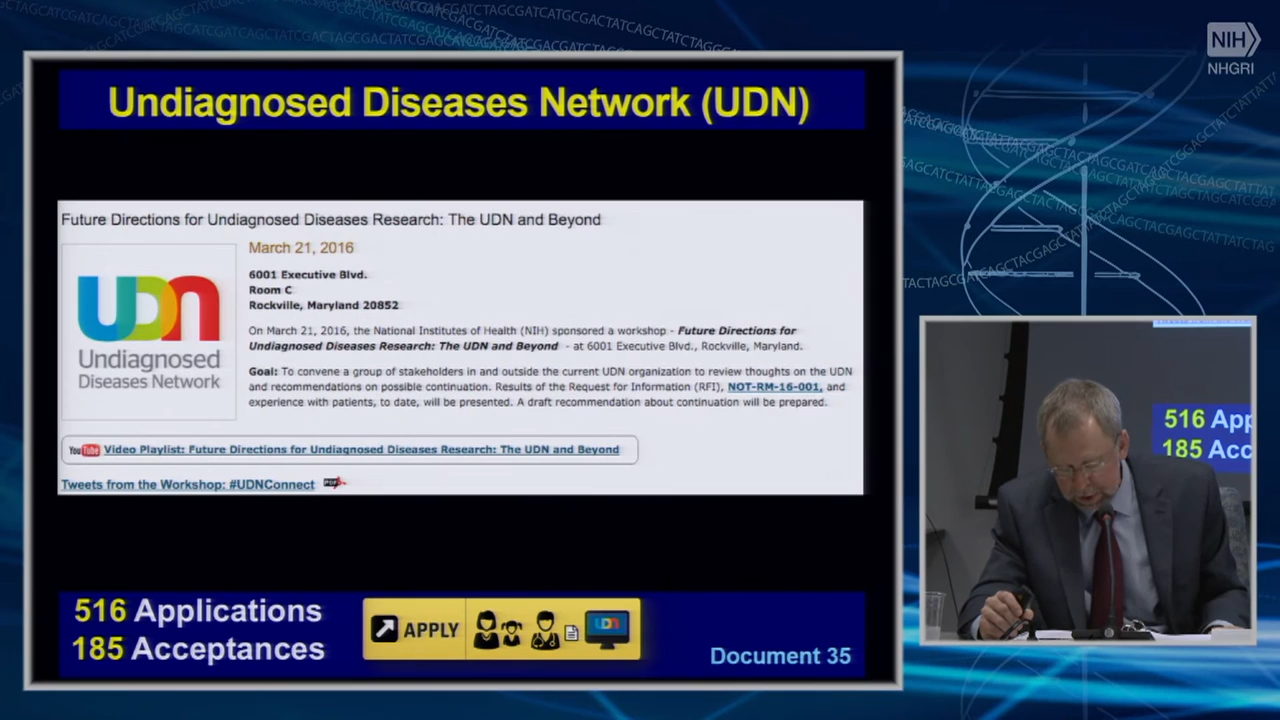 NIH
NHGRI
Undiagnosed Diseases Network (UDN)
Future Directions for Undiagnosed Diseases Research: The UDN and Beyond
March 21, 2016
6001 Executive Blvd.
Room C
Rockville, Maryland 20852
UDN
Undiagnosed
Diseases Network
On March 21, 2016, the National Institutes of Health (NIH) sponsored a workshop - Future Directions for
Undiagnosed Diseases Research: The UDN and Beyond - at 6001 Executive Blvd., Rockville, Maryland.
Goal: To convene a group of stakeholders in and outside the current UDN organization to review thoughts on the UDN
and recommendations on possible continuation. Results of the Request for Information (RFI), NOT-RM-16-001, and
experience with patients, to date, will be presented. A draft recommendation about continuation will be prepared.
YouTube Video Playlist: Future Directions for Undiagnosed Diseases Research: The UDN and Beyond
Tweets from the Workshop: #UDNConnect PDF
516 Applications
185 Acceptances
APPLY
UDN
Document 35
516 App
185 Acc